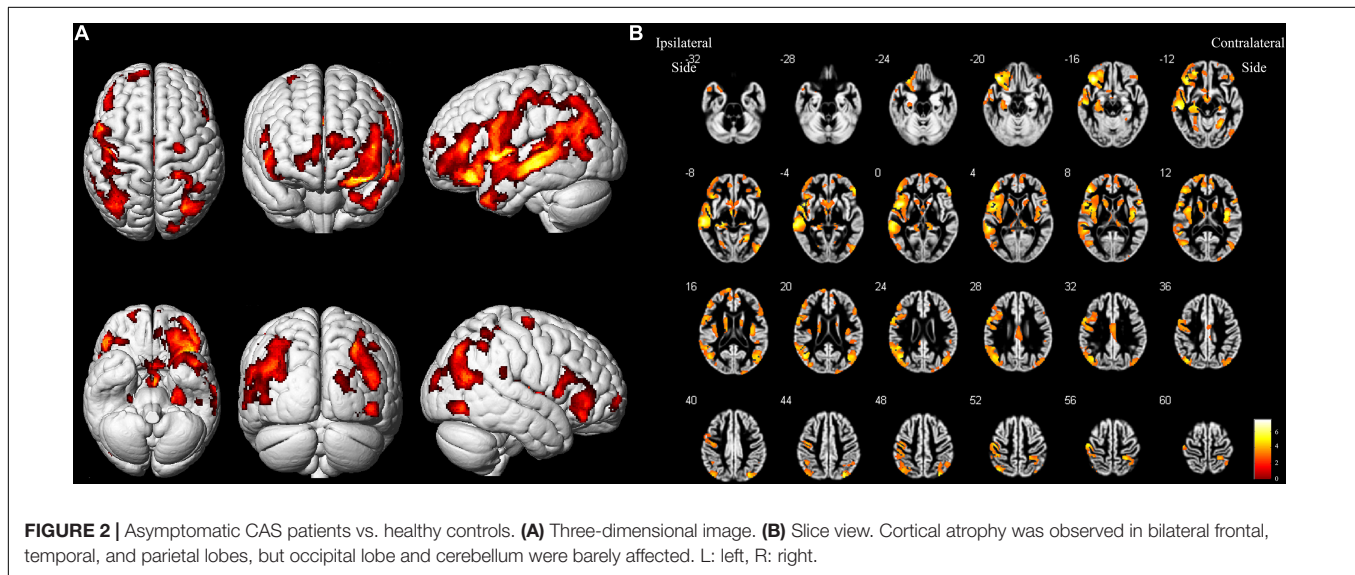 A
B
Ipsilateral
Side
Contralateral
Side
-32 -28 -24 -20 -16 -12
-8 -4 0 4 8 12
16 20 24 28 32 36
40 44 48 52 56 60
6
4
2
0
FIGURE 2 | Asymptomatic CAS patients vs. healthy controls. (A) Three-dimensional image. (B) Slice view. Cortical atrophy was observed in bilateral frontal,
temporal, and parietal lobes, but occipital lobe and cerebellum were barely affected. L: left, R: right.